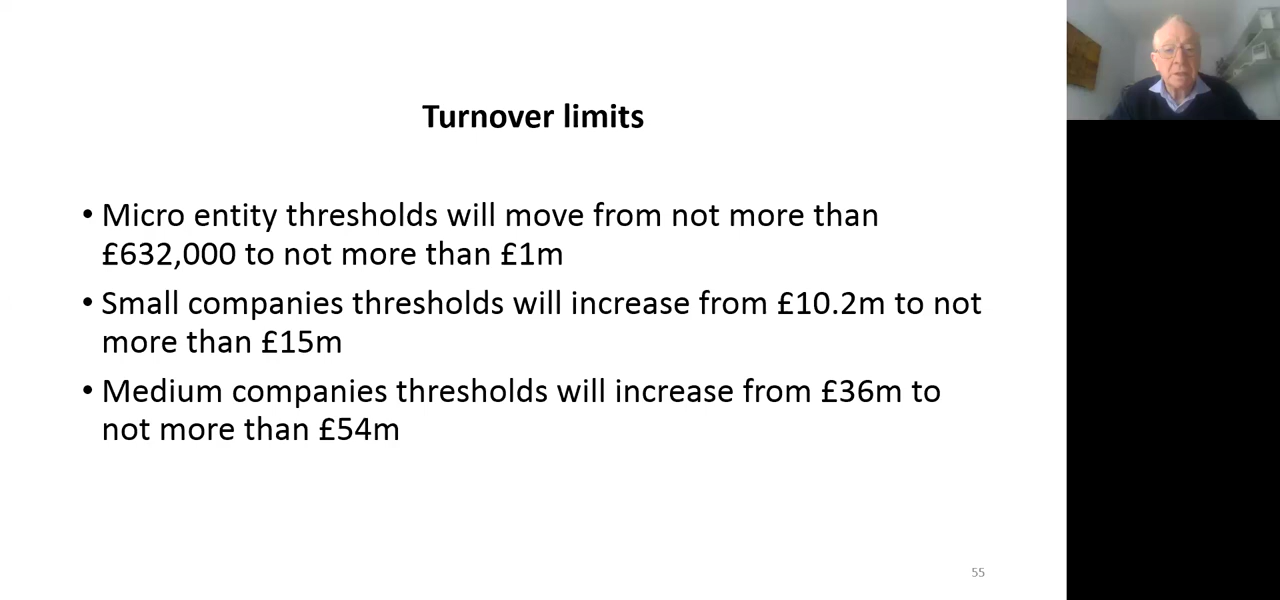 Turnover limits
• Micro entity thresholds will move from not more than
£632,000 to not more than £1m
• Small companies thresholds will increase from £10.2m to not
more than £15m
• Medium companies thresholds will increase from £36m to
not more than £54m
55